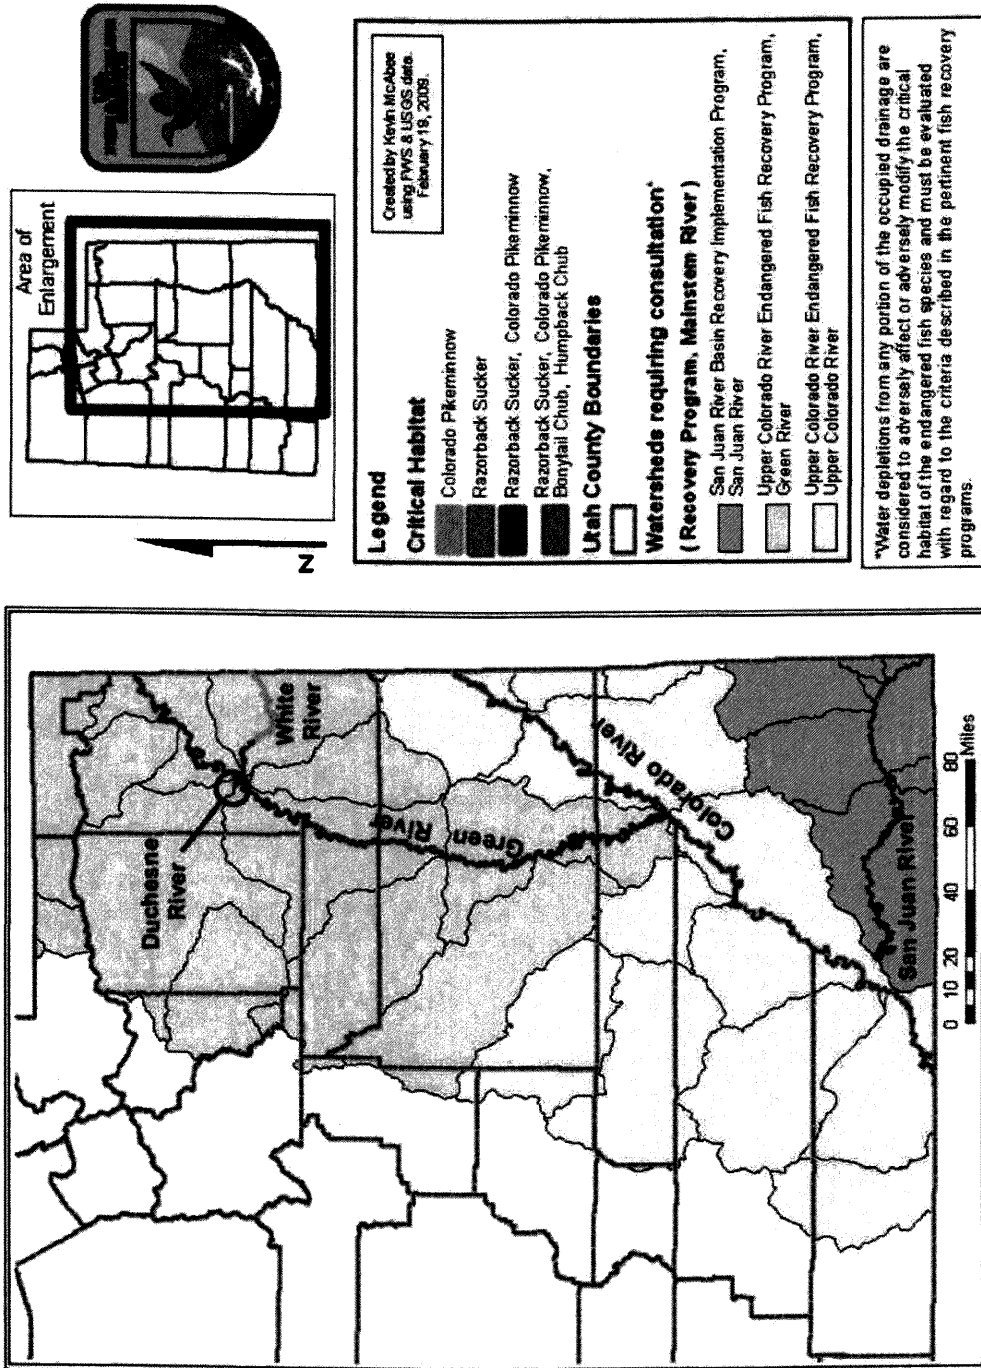 Area of
Enlargement
N
Created by Kevin McAbee
using FWS & USGS data.
February 19, 2009.
Legend
Critical Habitat
Colorado Pikeminnow
Razorback Sucker
Razorback Sucker, Colorado Pikeminnow
Razorback Sucker, Colorado Pikeminnow,
Bonytail Chub, Humpback Chub
Utah County Boundaries
Watersheds requiring consultation*
(Recovery Program, Mainstem River)
San Juan River Basin Recovery Implementation Program,
San Juan River
Upper Colorado River Endangered Fish Recovery Program,
Green River
Upper Colorado River Endangered Fish Recovery Program,
Upper Colorado River
*Water depletions from any portion of the occupied drainage are
considered to adversely affect or adversely modify the critical
habitat of the endangered fish species and must be evaluated
with regard to the criteria described in the pertinent fish recovery
programs.
Duchesne
River
White
River
Green River
Colorado River
San Juan River
0 10 20 40 60 80
Miles